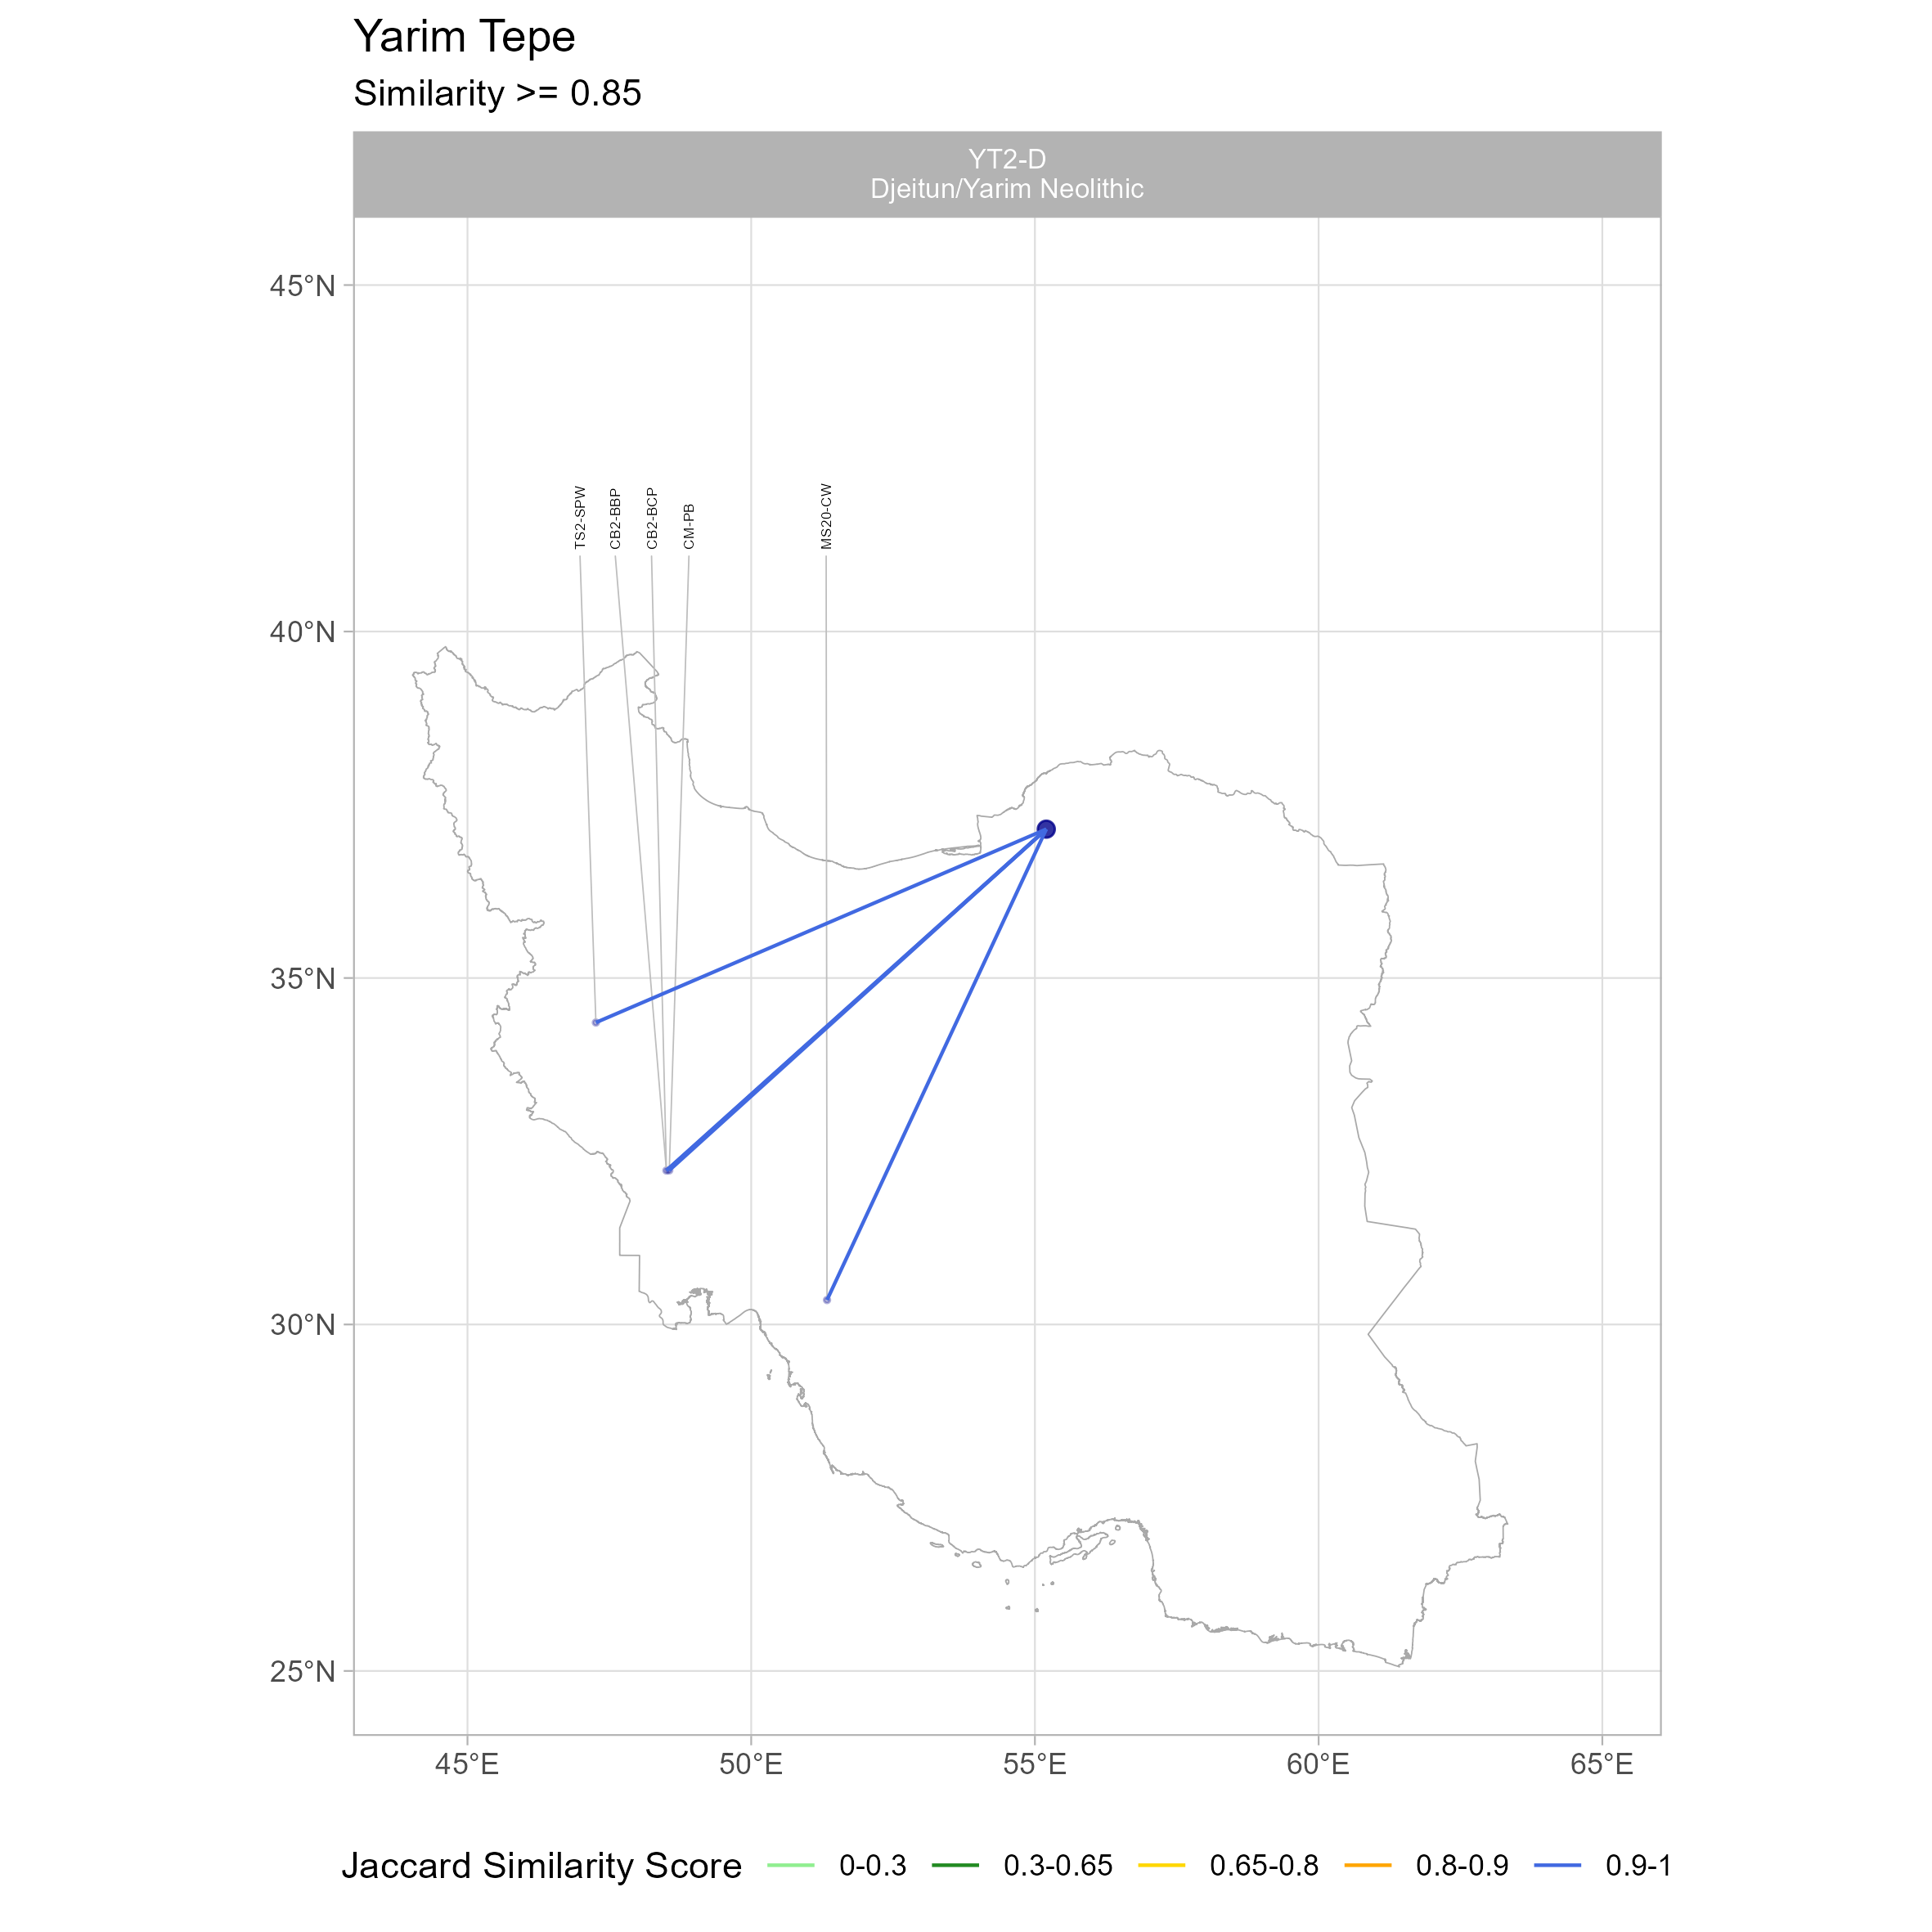 Yarim Tepe
Similarity >= 0.85
YT2-D
Djeitun/Yarim Neolithic
45°N
40°N
35°N
30°N
25°N
TS2-SPW
CB2-BBP
CB2-BCP
CM-PB
MS20-CW
45°E
50°E
55°E
60°E
65°E
Jaccard Similarity Score 0-0.3 0.3-0.65 0.65-0.8 0.8-0.9 0.9-1